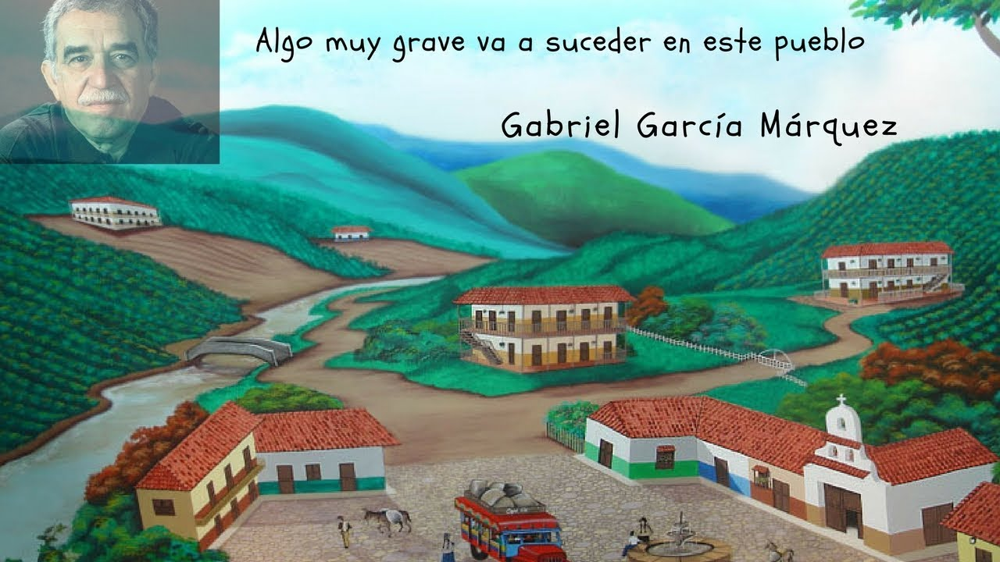 Algo muy grave va a suceder en este pueblo
Gabriel García Márquez